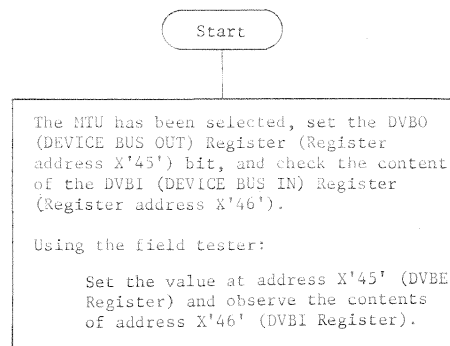 Start
The MTU has been selected, set the DVBO
(DEVICE BUS OUT) Register (Register
address X'45') bit, and check the content
of the DVBI (DEVICE BUS IN) Register
(Register address X'46').
Using the field tester:
Set the value at address X'45' (DVBE
Register) and observe the contents
of address X'46' (DVBI Register).